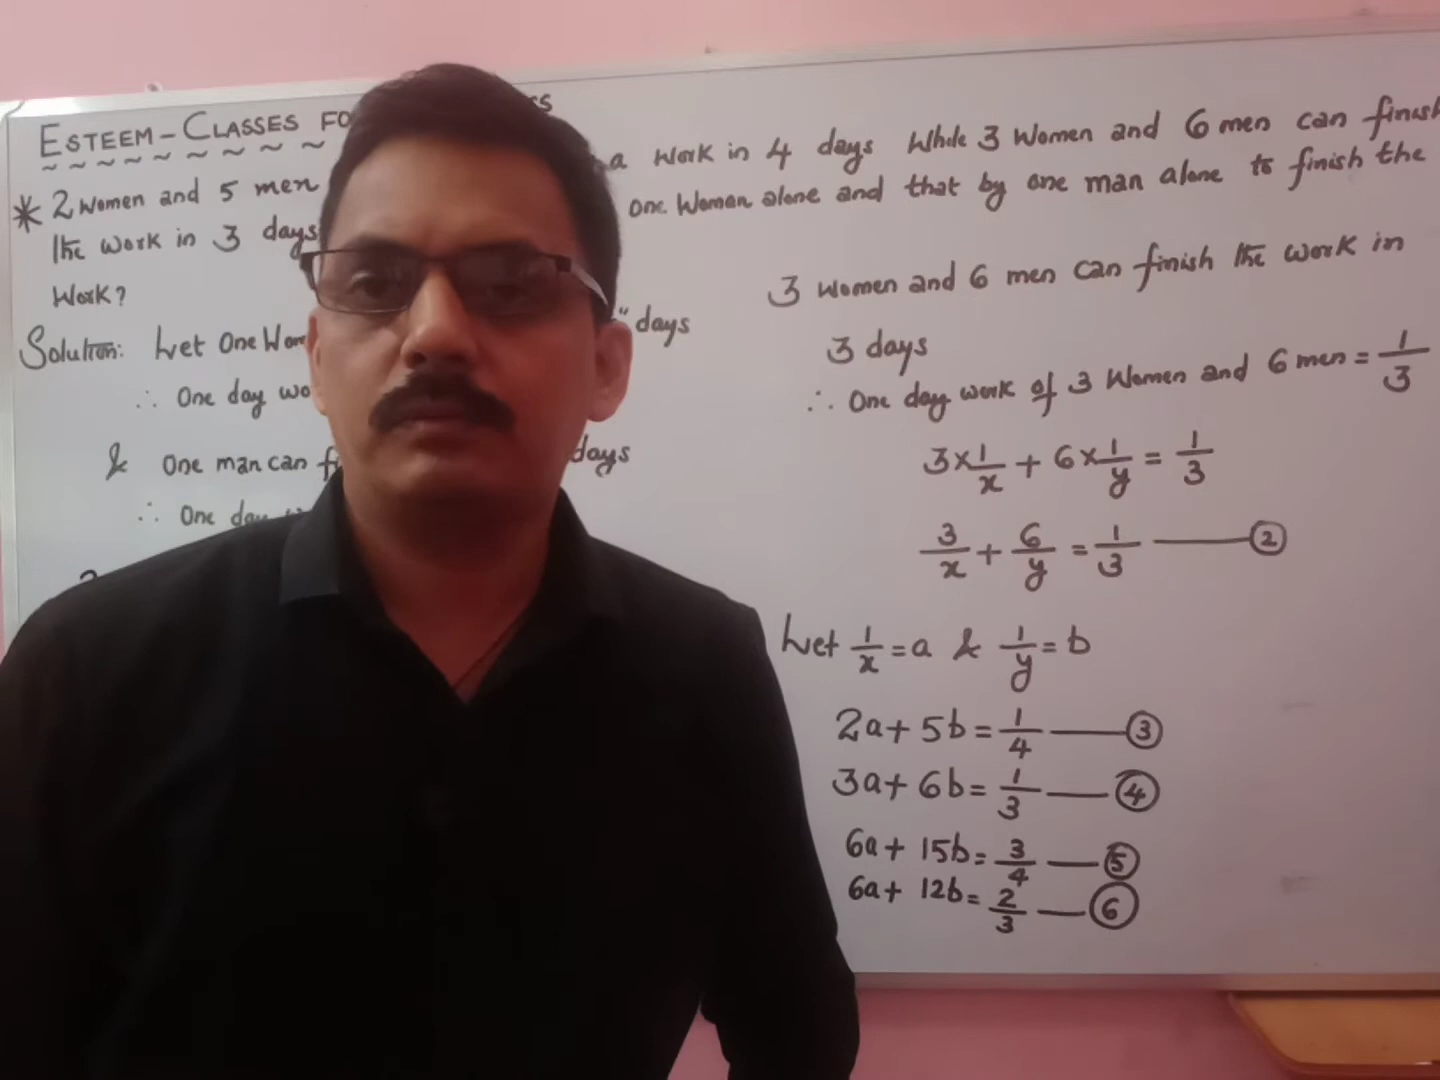 ESTEEM - CLASSES FO
* 2 Women and 5 men a work in 4 days While 3 Women and 6 men can finish
the work in 3 days one Woman alone and that by one man alone to finish the
Work?
Solution: Let One Wom " days
∴ One day wo
& One man can fi days
∴ One day
3 Women and 6 men can finish the work in
3 days
∴ One day work of 3 Women and 6 men = 1/3
3 × 1/x + 6 × 1/y = 1/3
3/x + 6/y = 1/3 —— ②
Let 1/x = a & 1/y = b
2a + 5b = 1/4 —— ③
3a + 6b = 1/3 —— ④
6a + 15b = 3/4 —— ⑤
6a + 12b = 2/3 —— ⑥